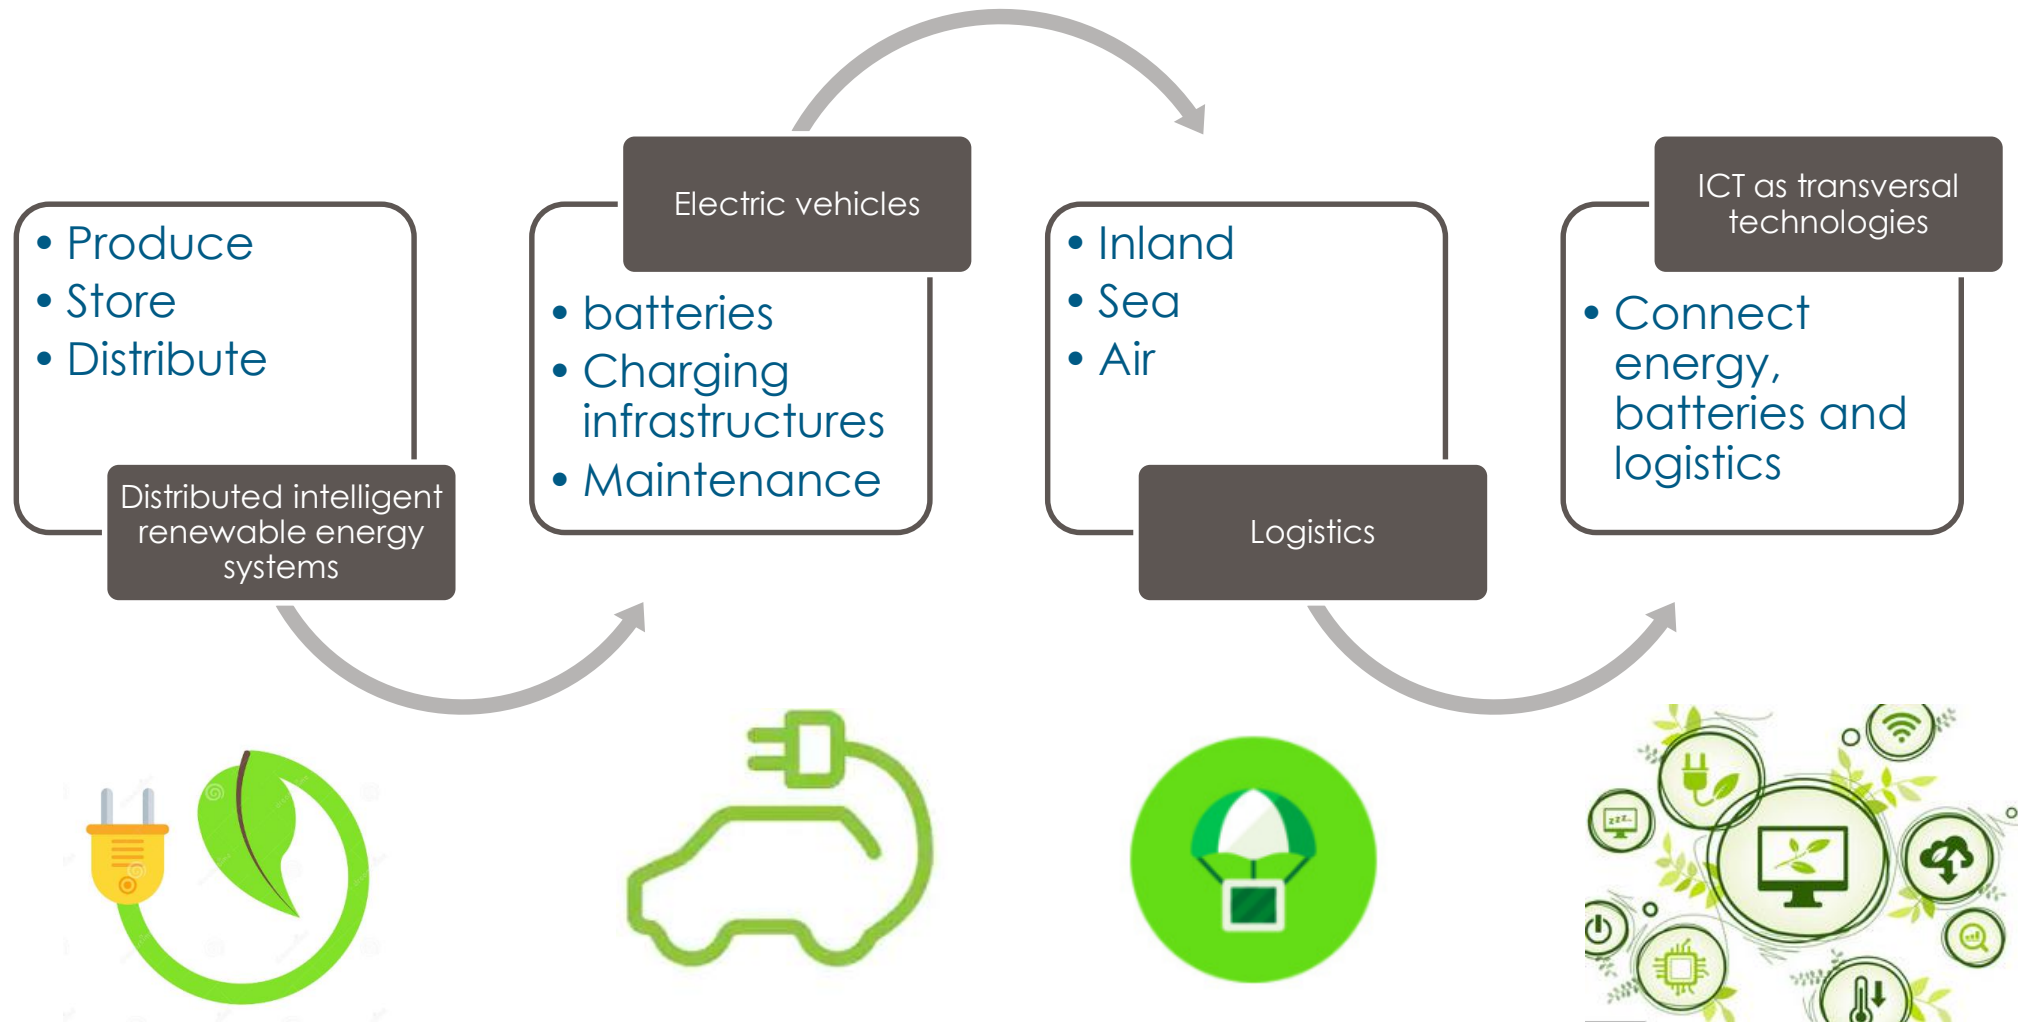 • Produce
• Store
• Distribute
Distributed intelligent
renewable energy
systems
Electric vehicles
• batteries
• Charging
infrastructures
• Maintenance
• Inland
• Sea
• Air
Logistics
ICT as transversal
technologies
• Connect
energy,
batteries and
logistics
zzz..